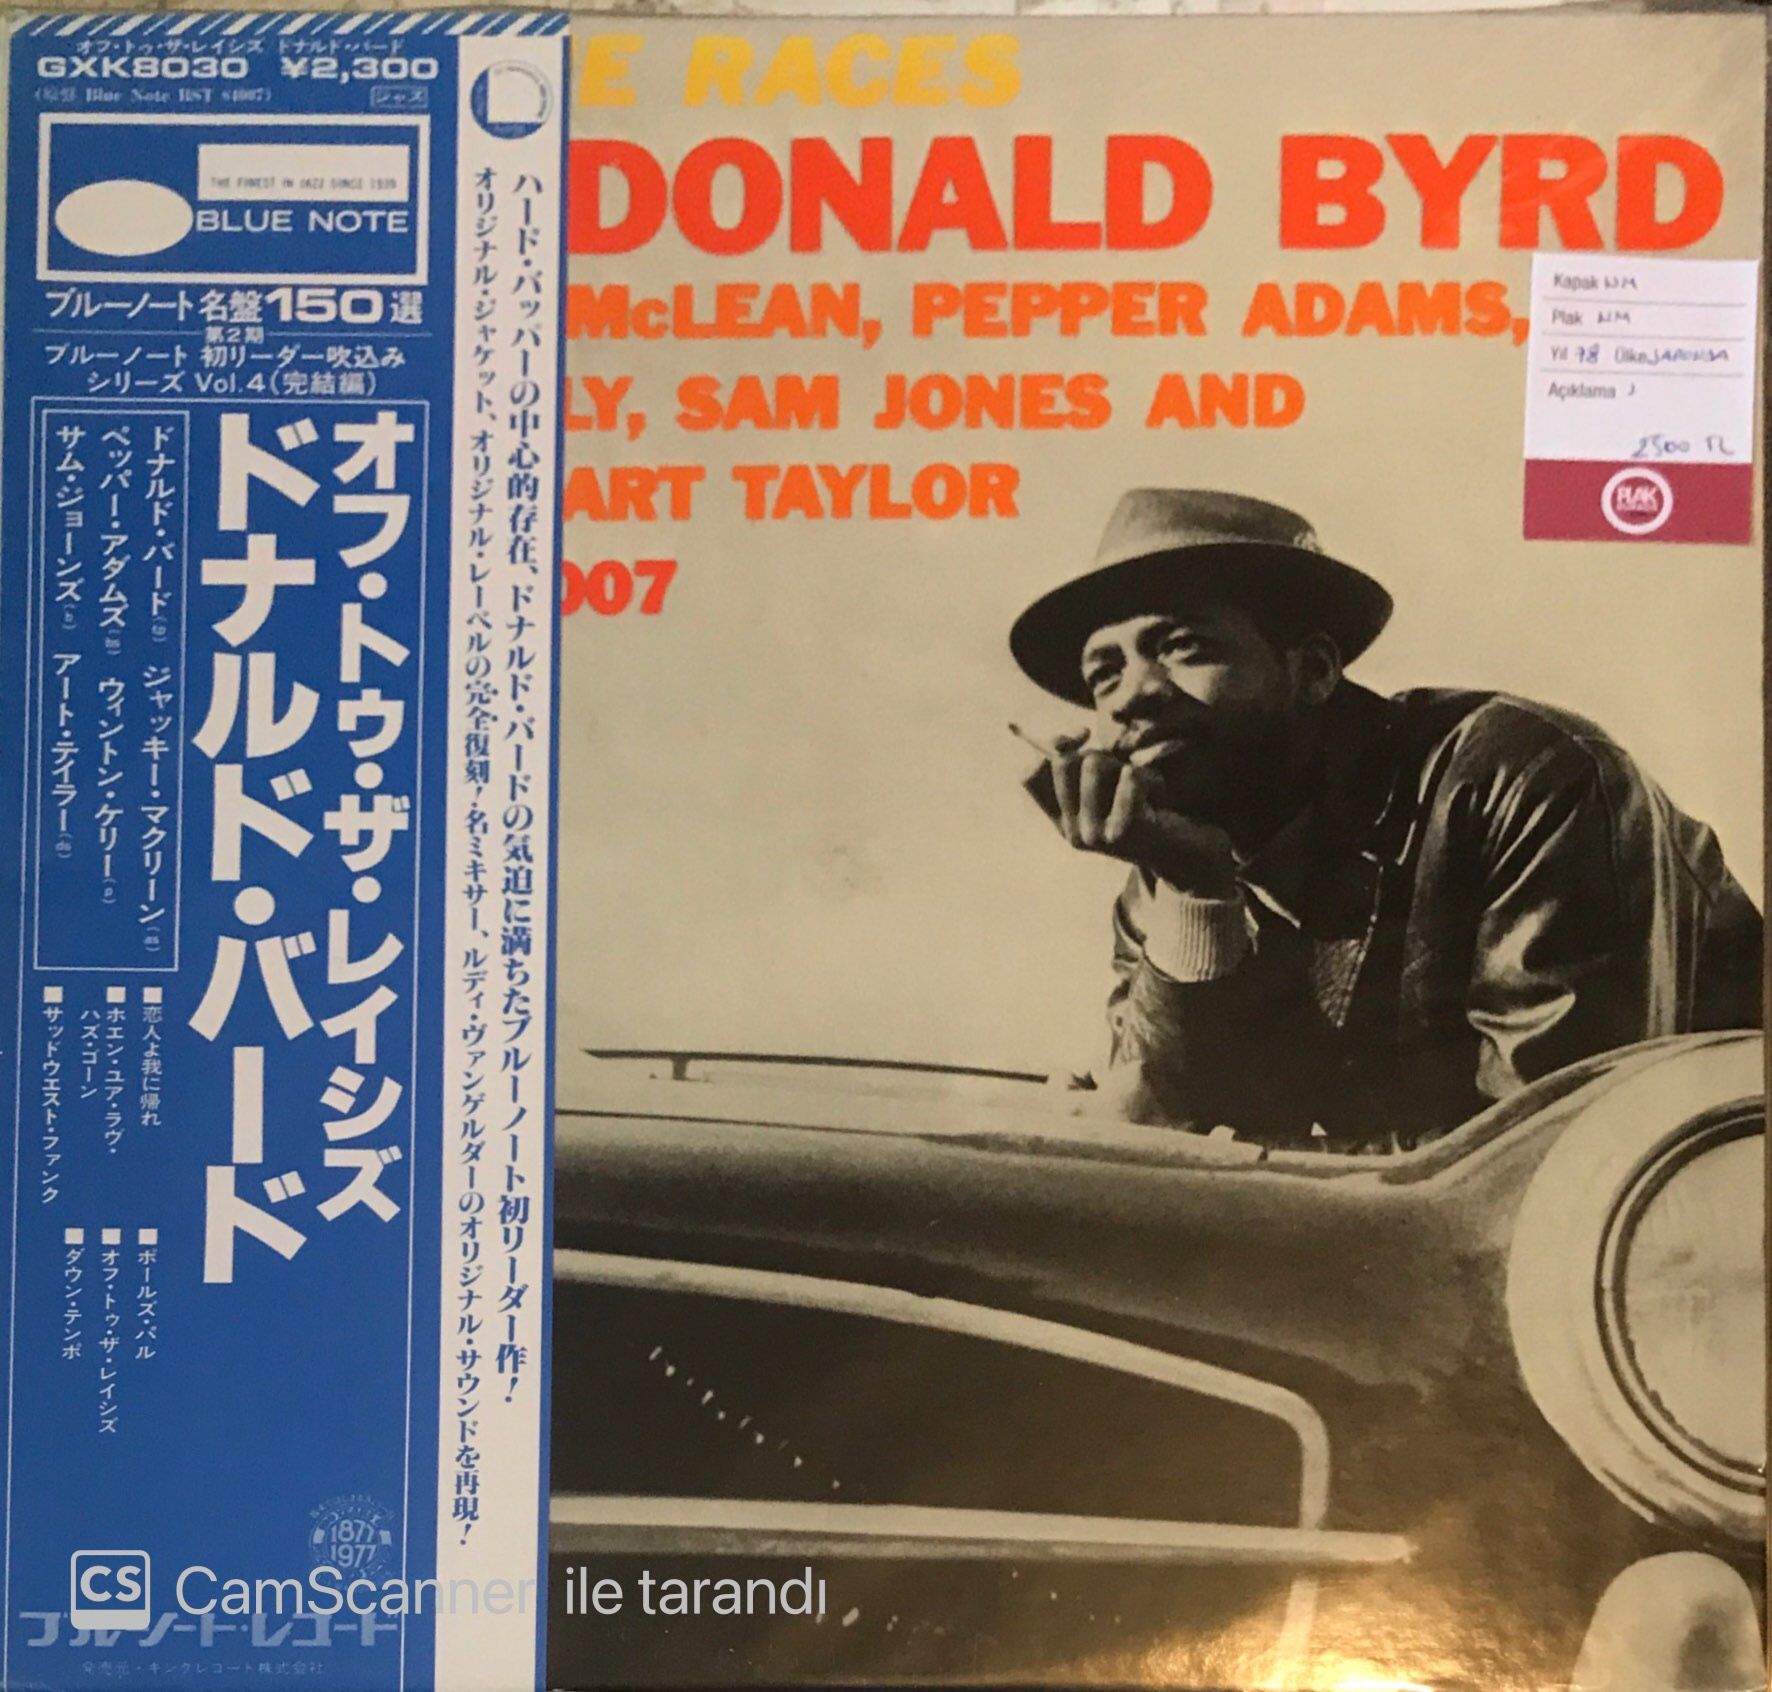 オフ・トゥ・ザ・レイシズ ドナルド・バード
GXK8030 ¥2,300
(原盤 Blue Note BST 84007)
ジャズ
THE FINEST IN JAZZ SINCE 1939
BLUE NOTE
ブルーノート名盤150選
第2期
ブルーノート 初リーダー吹込み
シリーズ Vol.4(完結編)
オフ・トゥ・ザ・レイシズ
ドナルド・バード
ドナルド・バード(tp) ジャッキー・マクリーン(as)
ペッパー・アダムズ(bs) ウィントン・ケリー(p)
サム・ジョーンズ(b) アート・テイラー(ds)
■恋人よ我に帰れ
■ホエン・ユア・ラヴ・
ハズ・ゴーン
■サッドウエスト・ファンク
■ポールズ・パル
■オフ・トゥ・ザ・レイシズ
■ダウン・テンポ
1877
1977
ブルーノート・レコード
発売元・キングレコード株式会社
ハード・バッパーの中心的存在、ドナルド・バードの気迫に満ちたブルーノート初リーダー作!
オリジナル・ジャケット、オリジナル・レーベルの完全復刻!名ミキサー、ルディ・ヴァンゲルダーのオリジナル・サウンドを再現!
E RACES
DONALD BYRD
McLEAN, PEPPER ADAMS,
LY, SAM JONES AND
ART TAYLOR
007
Kapak NM
Plak NM
Yıl 78 Ülke JAPONYA
Açıklama
2500 TL
PLAK
CS CamScanner ile tarandı